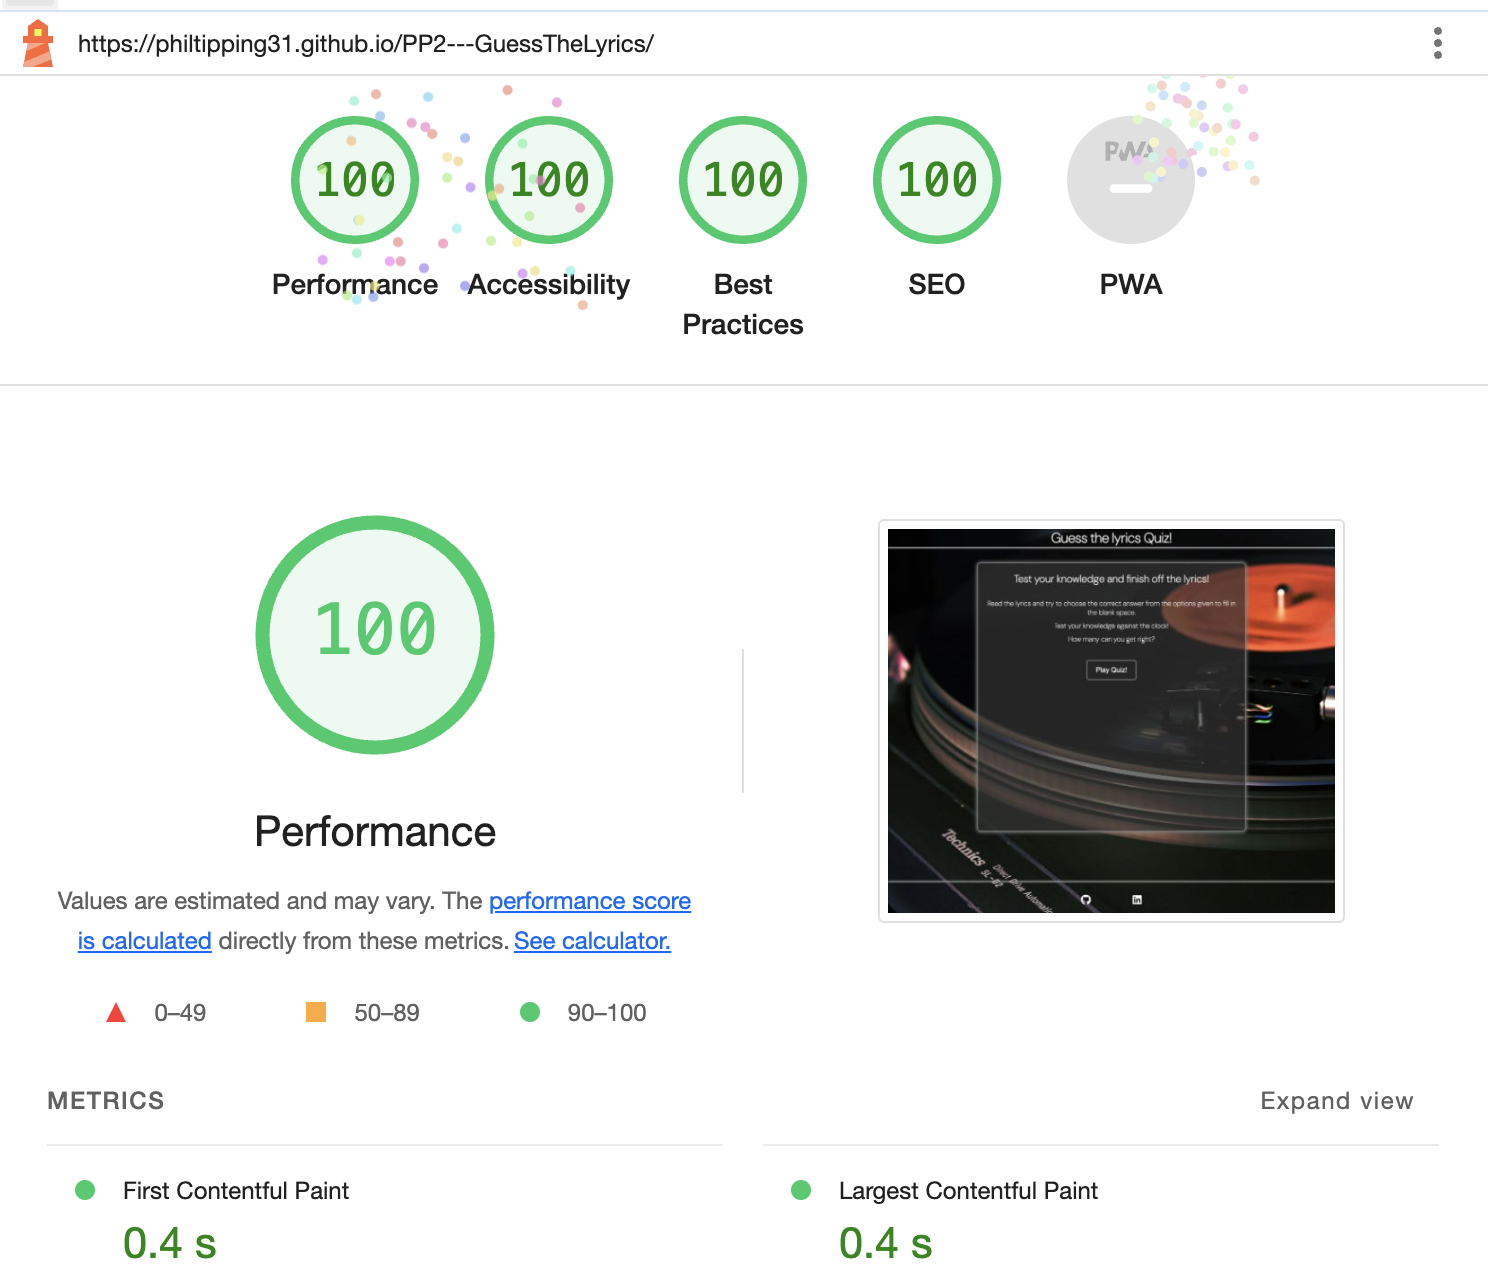 https://philtipping31.github.io/PP2---GuessTheLyrics/
100
100
100
100
PWA
Performance
Accessibility
Best
Practices
SEO
PWA
100
Performance
Values are estimated and may vary. The performance score
is calculated directly from these metrics. See calculator.
0–49
50–89
90–100
Guess the lyrics Quiz!
Test your knowledge and finish off the lyrics!
Read the lyrics and try to choose the correct answer from the options given to fill in
the blank space.
Test your knowledge against the clock!
How many can you get right?
Play Quiz!
Technics
SL-
Direct Drive Automatic
METRICS
Expand view
First Contentful Paint
0.4 s
Largest Contentful Paint
0.4 s